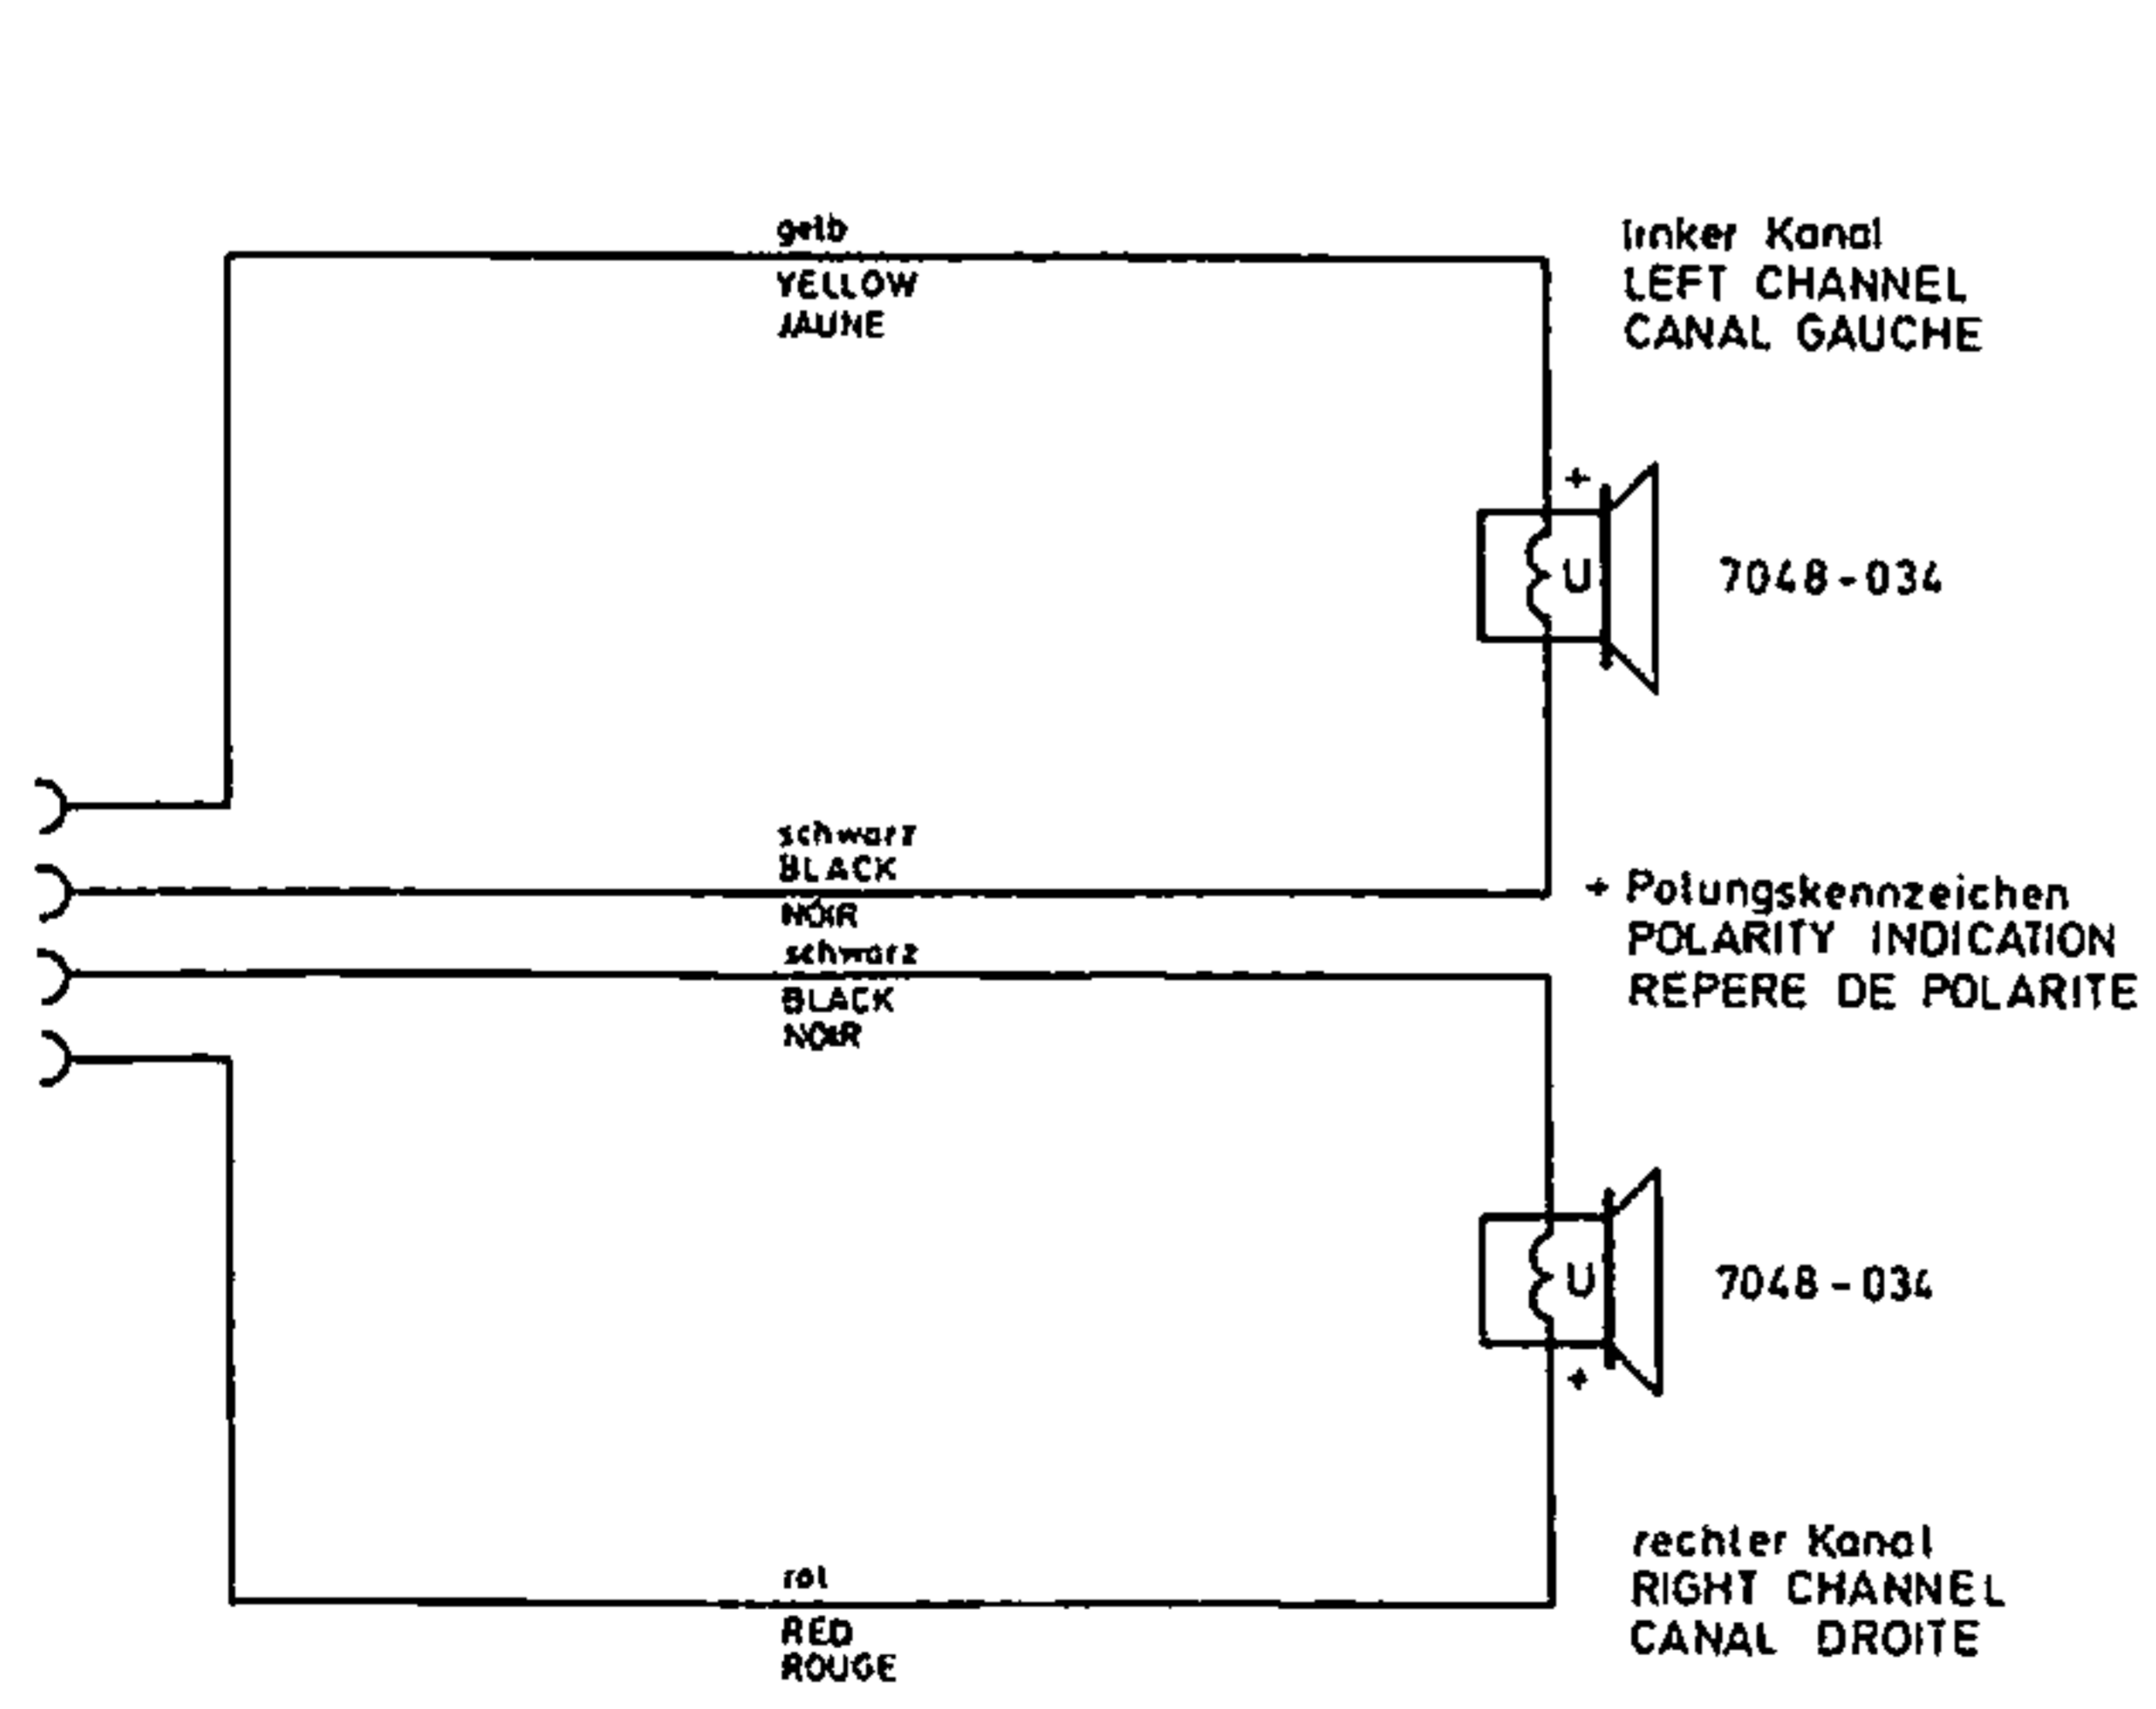 gelb
YELLOW
JAUNE
linker Kanal
LEFT CHANNEL
CANAL GAUCHE
+
U
7048-034
schwarz
BLACK
NOIR
schwarz
BLACK
NOIR
+ Polungskennzeichen
POLARITY INDICATION
REPERE DE POLARITE
U
7048-034
+
rot
RED
ROUGE
rechter Kanal
RIGHT CHANNEL
CANAL DROITE